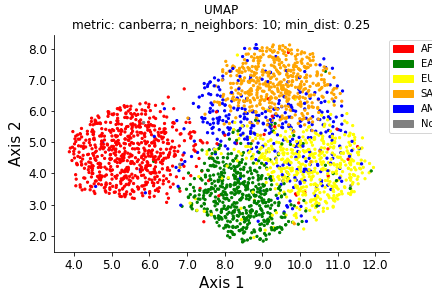 UMAP
metric: canberra; n_neighbors: 10; min_dist: 0.25
8.0
7.0
6.0
5.0
4.0
3.0
2.0
Axis 2
4.0 5.0 6.0 7.0 8.0 9.0 10.0 11.0 12.0
Axis 1
AF
EA
EU
SA
AM
No